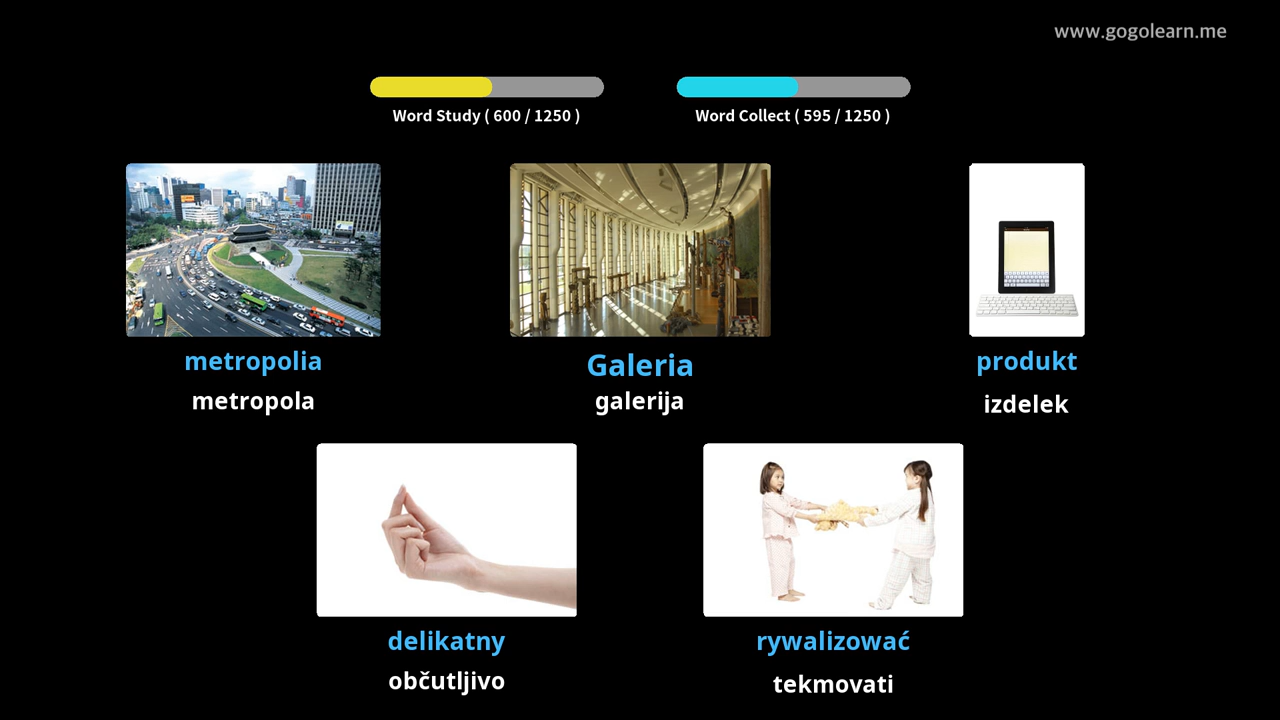 www.gogolearn.me
Word Study ( 600 / 1250 )
Word Collect ( 595 / 1250 )
metropolia
metropola
Galeria
galerija
produkt
izdelek
delikatny
občutljivo
rywalizować
tekmovati